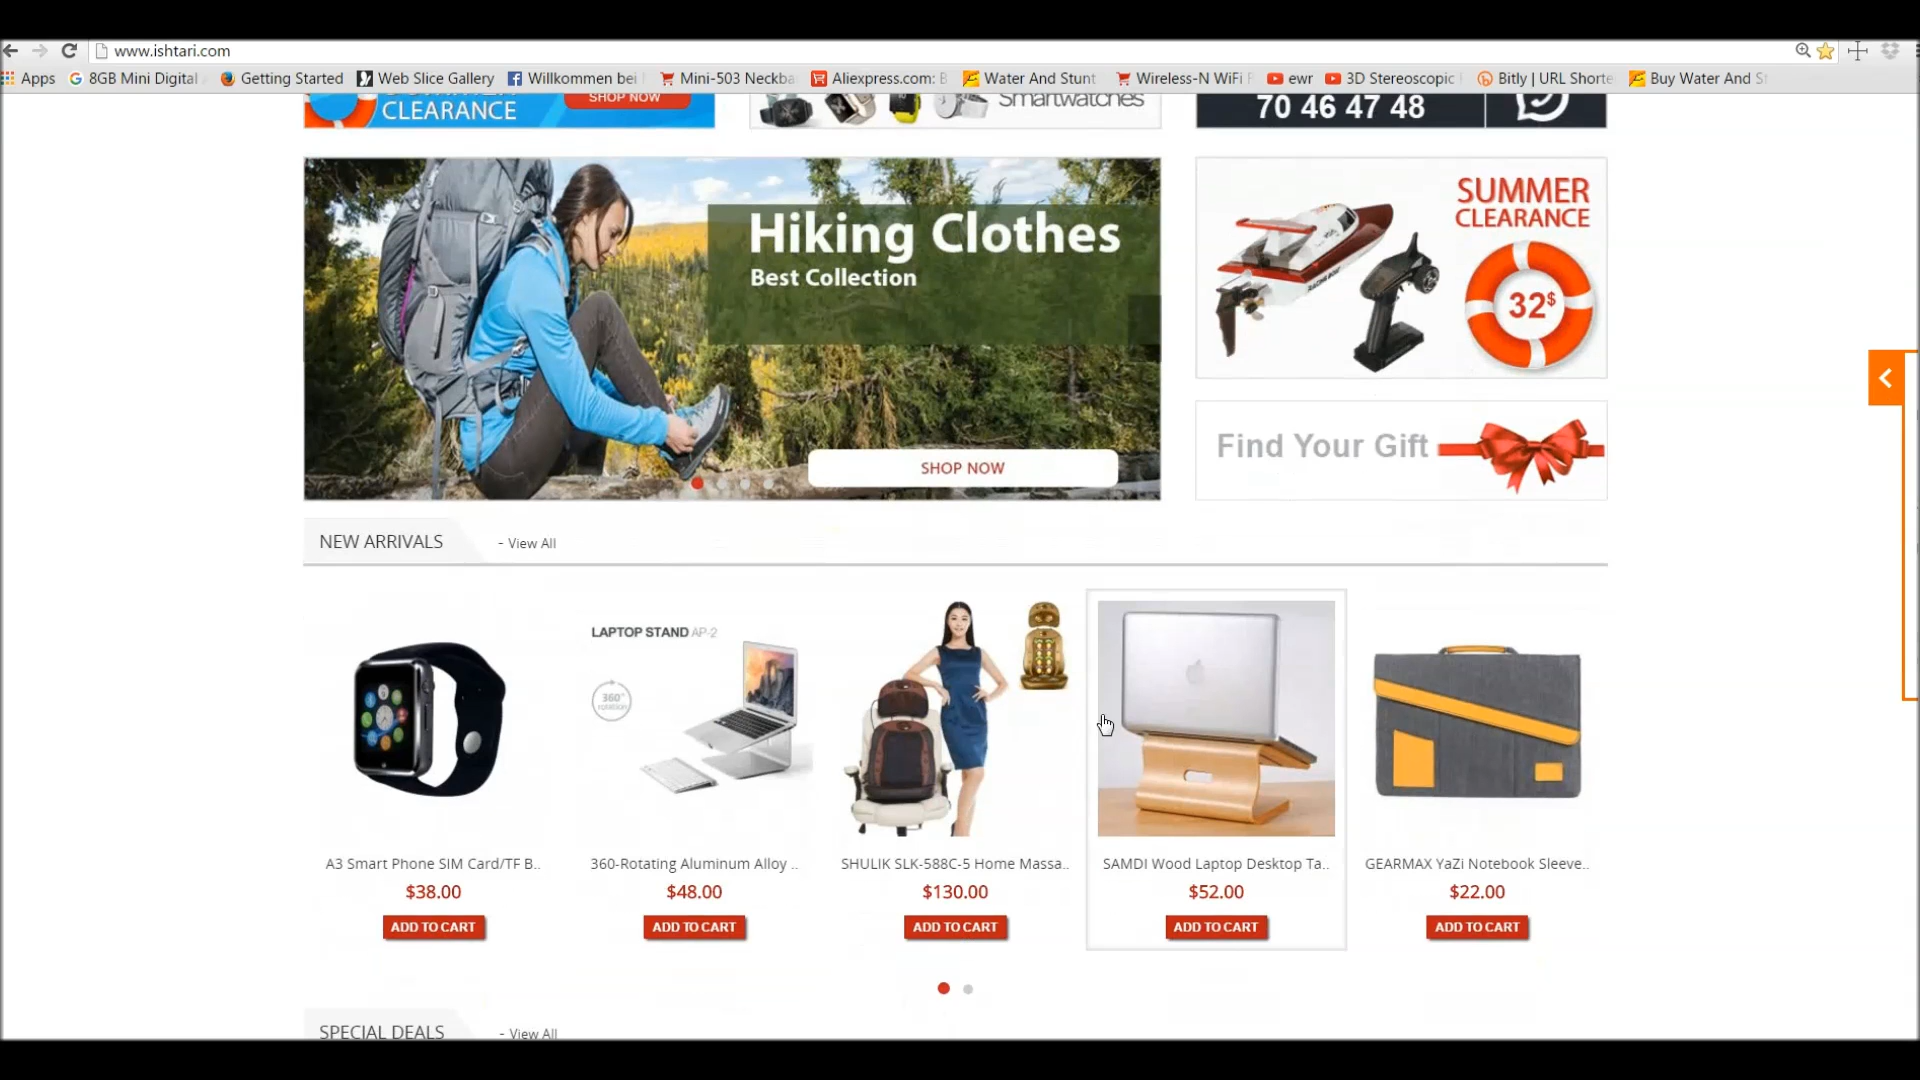 www.ishtari.com
Apps
8GB Mini Digital
Getting Started
Web Slice Gallery
Willkommen bei
Mini-503 Neckba
Aliexpress.com: B
Water And Stunt
Wireless-N WiFi
ewr
3D Stereoscopic
Bitly | URL Shorte
Buy Water And St
CLEARANCE
SHOP NOW
Smartwatches
70 46 47 48
Hiking Clothes
Best Collection
SHOP NOW
SUMMER
CLEARANCE
32$
Find Your Gift
NEW ARRIVALS
- View All
LAPTOP STAND AP-2
360°
rotation
A3 Smart Phone SIM Card/TF B..
$38.00
ADD TO CART
360-Rotating Aluminum Alloy ..
$48.00
ADD TO CART
SHULIK SLK-588C-5 Home Massa..
$130.00
ADD TO CART
SAMDI Wood Laptop Desktop Ta..
$52.00
ADD TO CART
GEARMAX YaZi Notebook Sleeve..
$22.00
ADD TO CART
SPECIAL DEALS
- View All